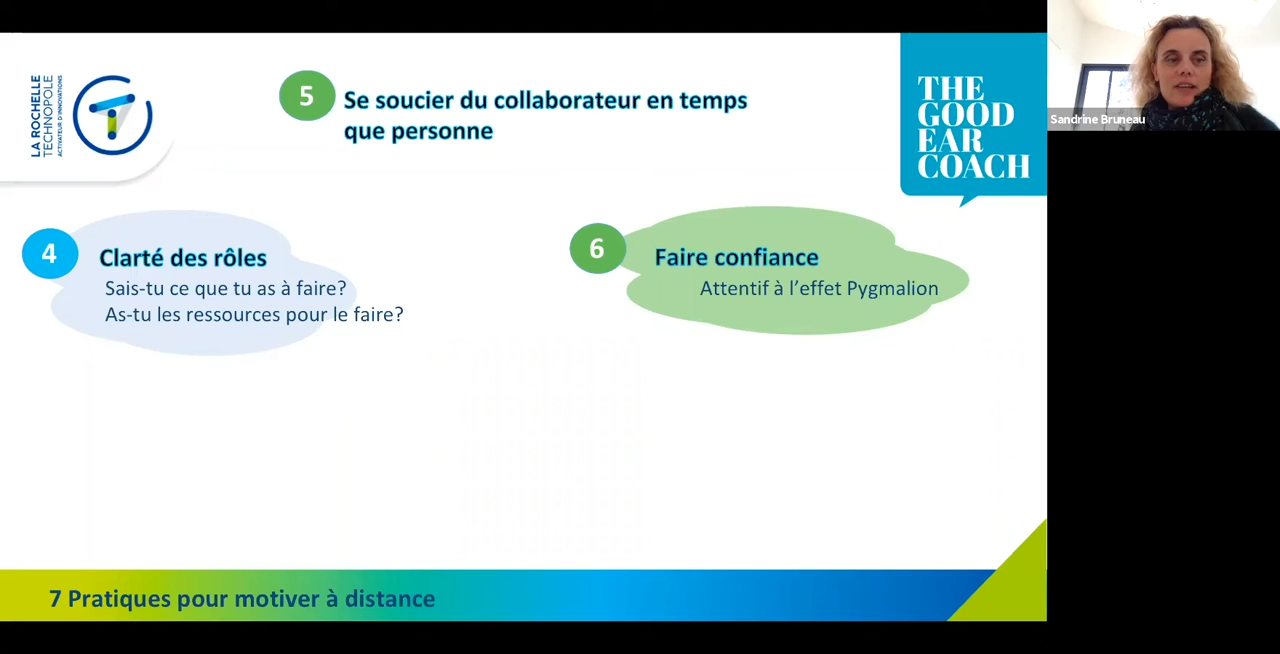 LA ROCHELLE
TECHNOPOLE
ACTIVATEUR D'INNOVATIONS
5
Se soucier du collaborateur en temps
que personne
THE
GOOD
EAR
COACH
Sandrine Bruneau
4
Clarté des rôles
Sais-tu ce que tu as à faire?
As-tu les ressources pour le faire?
6
Faire confiance
Attentif à l’effet Pygmalion
7 Pratiques pour motiver à distance